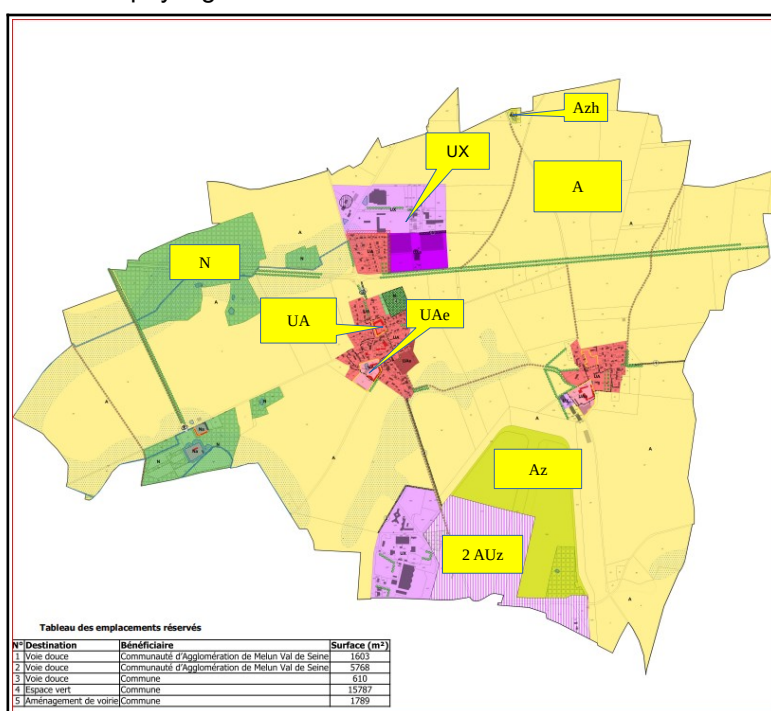 Azh
UX
A
N
UA
UAe
Az
2 AUz
Tableau des emplacements réservés
N° Destination Bénéficiaire Surface (m²)
1 Voie douce Communauté d'Agglomération de Melun Val de Seine 1603
2 Voie douce Communauté d'Agglomération de Melun Val de Seine 5768
3 Voie douce Commune 610
4 Espace vert Commune 15787
5 Aménagement de voirie Commune 1789